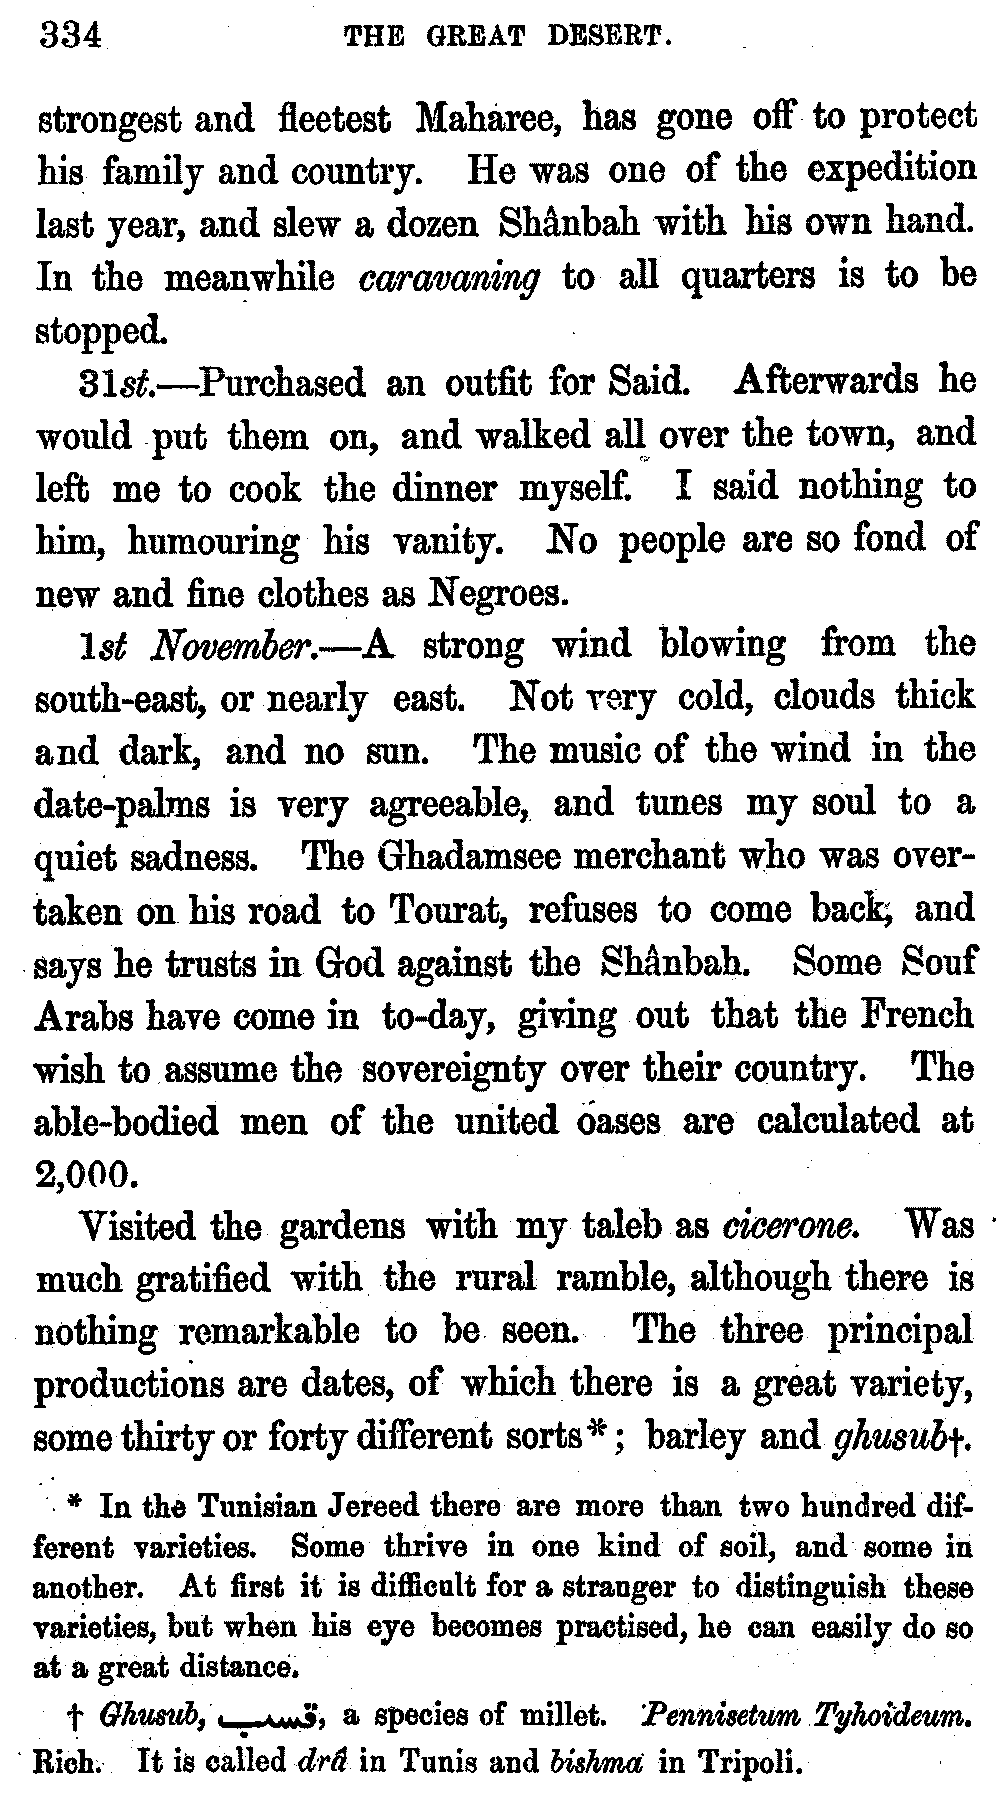 334 THE GREAT DESERT.
strongest and fleetest Maharee, has gone off to protect
his family and country. He was one of the expedition
last year, and slew a dozen Shânbah with his own hand.
In the meanwhile caravaning to all quarters is to be
stopped.
31st.—Purchased an outfit for Said. Afterwards he
would put them on, and walked all over the town, and
left me to cook the dinner myself. I said nothing to
him, humouring his vanity. No people are so fond of
new and fine clothes as Negroes.
1st November.—A strong wind blowing from the
south-east, or nearly east. Not very cold, clouds thick
and dark, and no sun. The music of the wind in the
date-palms is very agreeable, and tunes my soul to a
quiet sadness. The Ghadamsee merchant who was over-
taken on his road to Tourat, refuses to come back, and
says he trusts in God against the Shânbah. Some Souf
Arabs have come in to-day, giving out that the French
wish to assume the sovereignty over their country. The
able-bodied men of the united óases are calculated at
2,000.
Visited the gardens with my taleb as cicerone. Was
much gratified with the rural ramble, although there is
nothing remarkable to be seen. The three principal
productions are dates, of which there is a great variety,
some thirty or forty different sorts*; barley and ghusub†.
* In the Tunisian Jereed there are more than two hundred dif-
ferent varieties. Some thrive in one kind of soil, and some in
another. At first it is difficult for a stranger to distinguish these
varieties, but when his eye becomes practised, he can easily do so
at a great distance.
† Ghusub, قسب, a species of millet. Pennisetum Tyhoïdeum.
Rich. It is called drâ in Tunis and bishma in Tripoli.